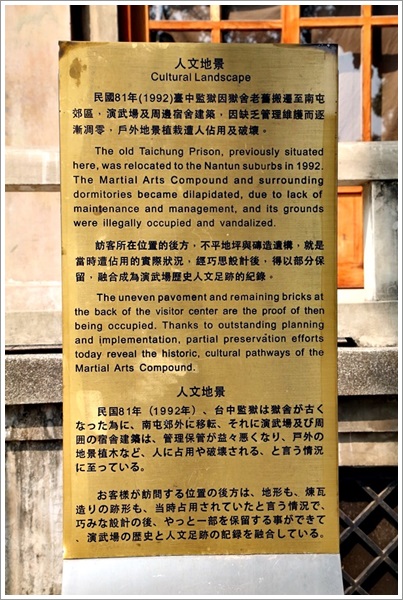 人文地景
Cultural Landscape
民國81年(1992)臺中監獄因獄舍老舊搬遷至南屯
郊區，演武場及周邊宿舍建築，因缺乏管理維護而逐
漸凋零，戶外地景植栽遭人佔用及破壞。
The old Taichung Prison, previously situated
here, was relocated to the Nantun suburbs in 1992.
The Martial Arts Compound and surrounding
dormitories became dilapidated, due to lack of
maintenance and management, and its grounds
were illegally occupied and vandalized.
訪客所在位置的後方，不平地坪與磚造遺構，就是
當時遭佔用的實際狀況，經巧思設計後，得以部分保
留，融合成為演武場歷史人文足跡的紀錄。
The uneven pavement and remaining bricks at
the back of the visitor center are the proof of then
being occupied. Thanks to outstanding planning
and implementation, partial preservation efforts
today reveal the historic, cultural pathways of the
Martial Arts Compound.
人文地景
民国81年（1992年）、台中監獄は獄舍が古く
なった為に、南屯郊外に移転、それに演武場及び周
囲の宿舍建築は、管理保管が益々悪くなり、戸外の
地景植木など、人に占用や破壊される、と言う情況
に至っている。
お客樣が訪問する位置の後方は、地形も、煉瓦
造りの跡形も、当時占用されていたと言う情況で、
巧みな設計の後、やっと一部を保留する事ができて
、演武場の歷史と人文足跡の紀録を融合している。